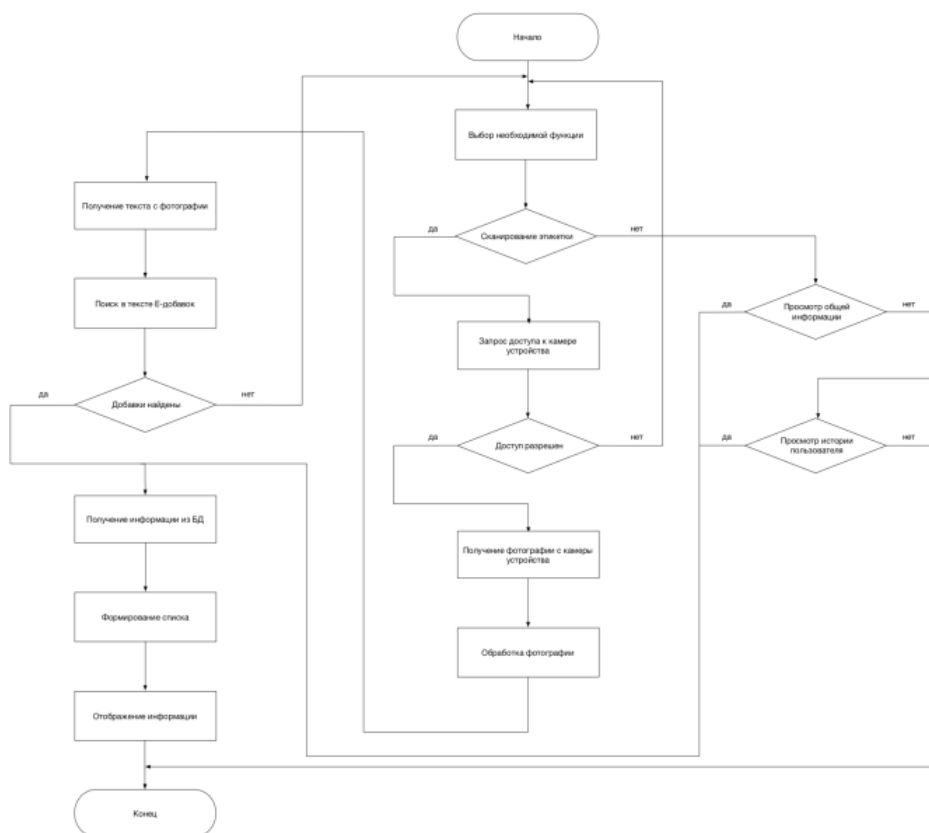 Начало
Выбор необходимой функции
Получение текста с фотографии
да
Сканирование этикетки
нет
Поиск в тексте Е-добавок
да
Просмотр общей
информации
нет
Запрос доступа к камере
устройства
да
Добавки найдены
нет
да
Доступ разрешен
нет
да
Просмотр истории
пользователя
нет
Получение информации из БД
Получение фотографии с камеры
устройства
Формирование списка
Обработка фотографии
Отображение информации
Конец